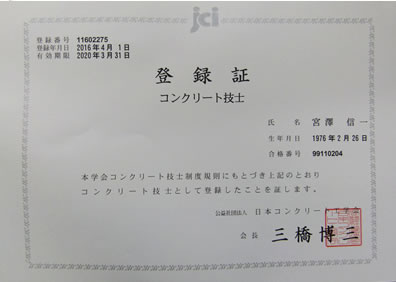 jci
登録番号 11602275
登録年月日 2016年4月1日
有効期限 2020年3月31日
登録証
コンクリート技士
氏名 宮澤 信一
生年月日 1976年2月26日
合格番号 99110204
本学会コンクリート技士制度規則にもとづき上記のとおり
コンクリート技士として登録したことを証します。
公益社団法人 日本コンクリート工学会
会長 三橋博三